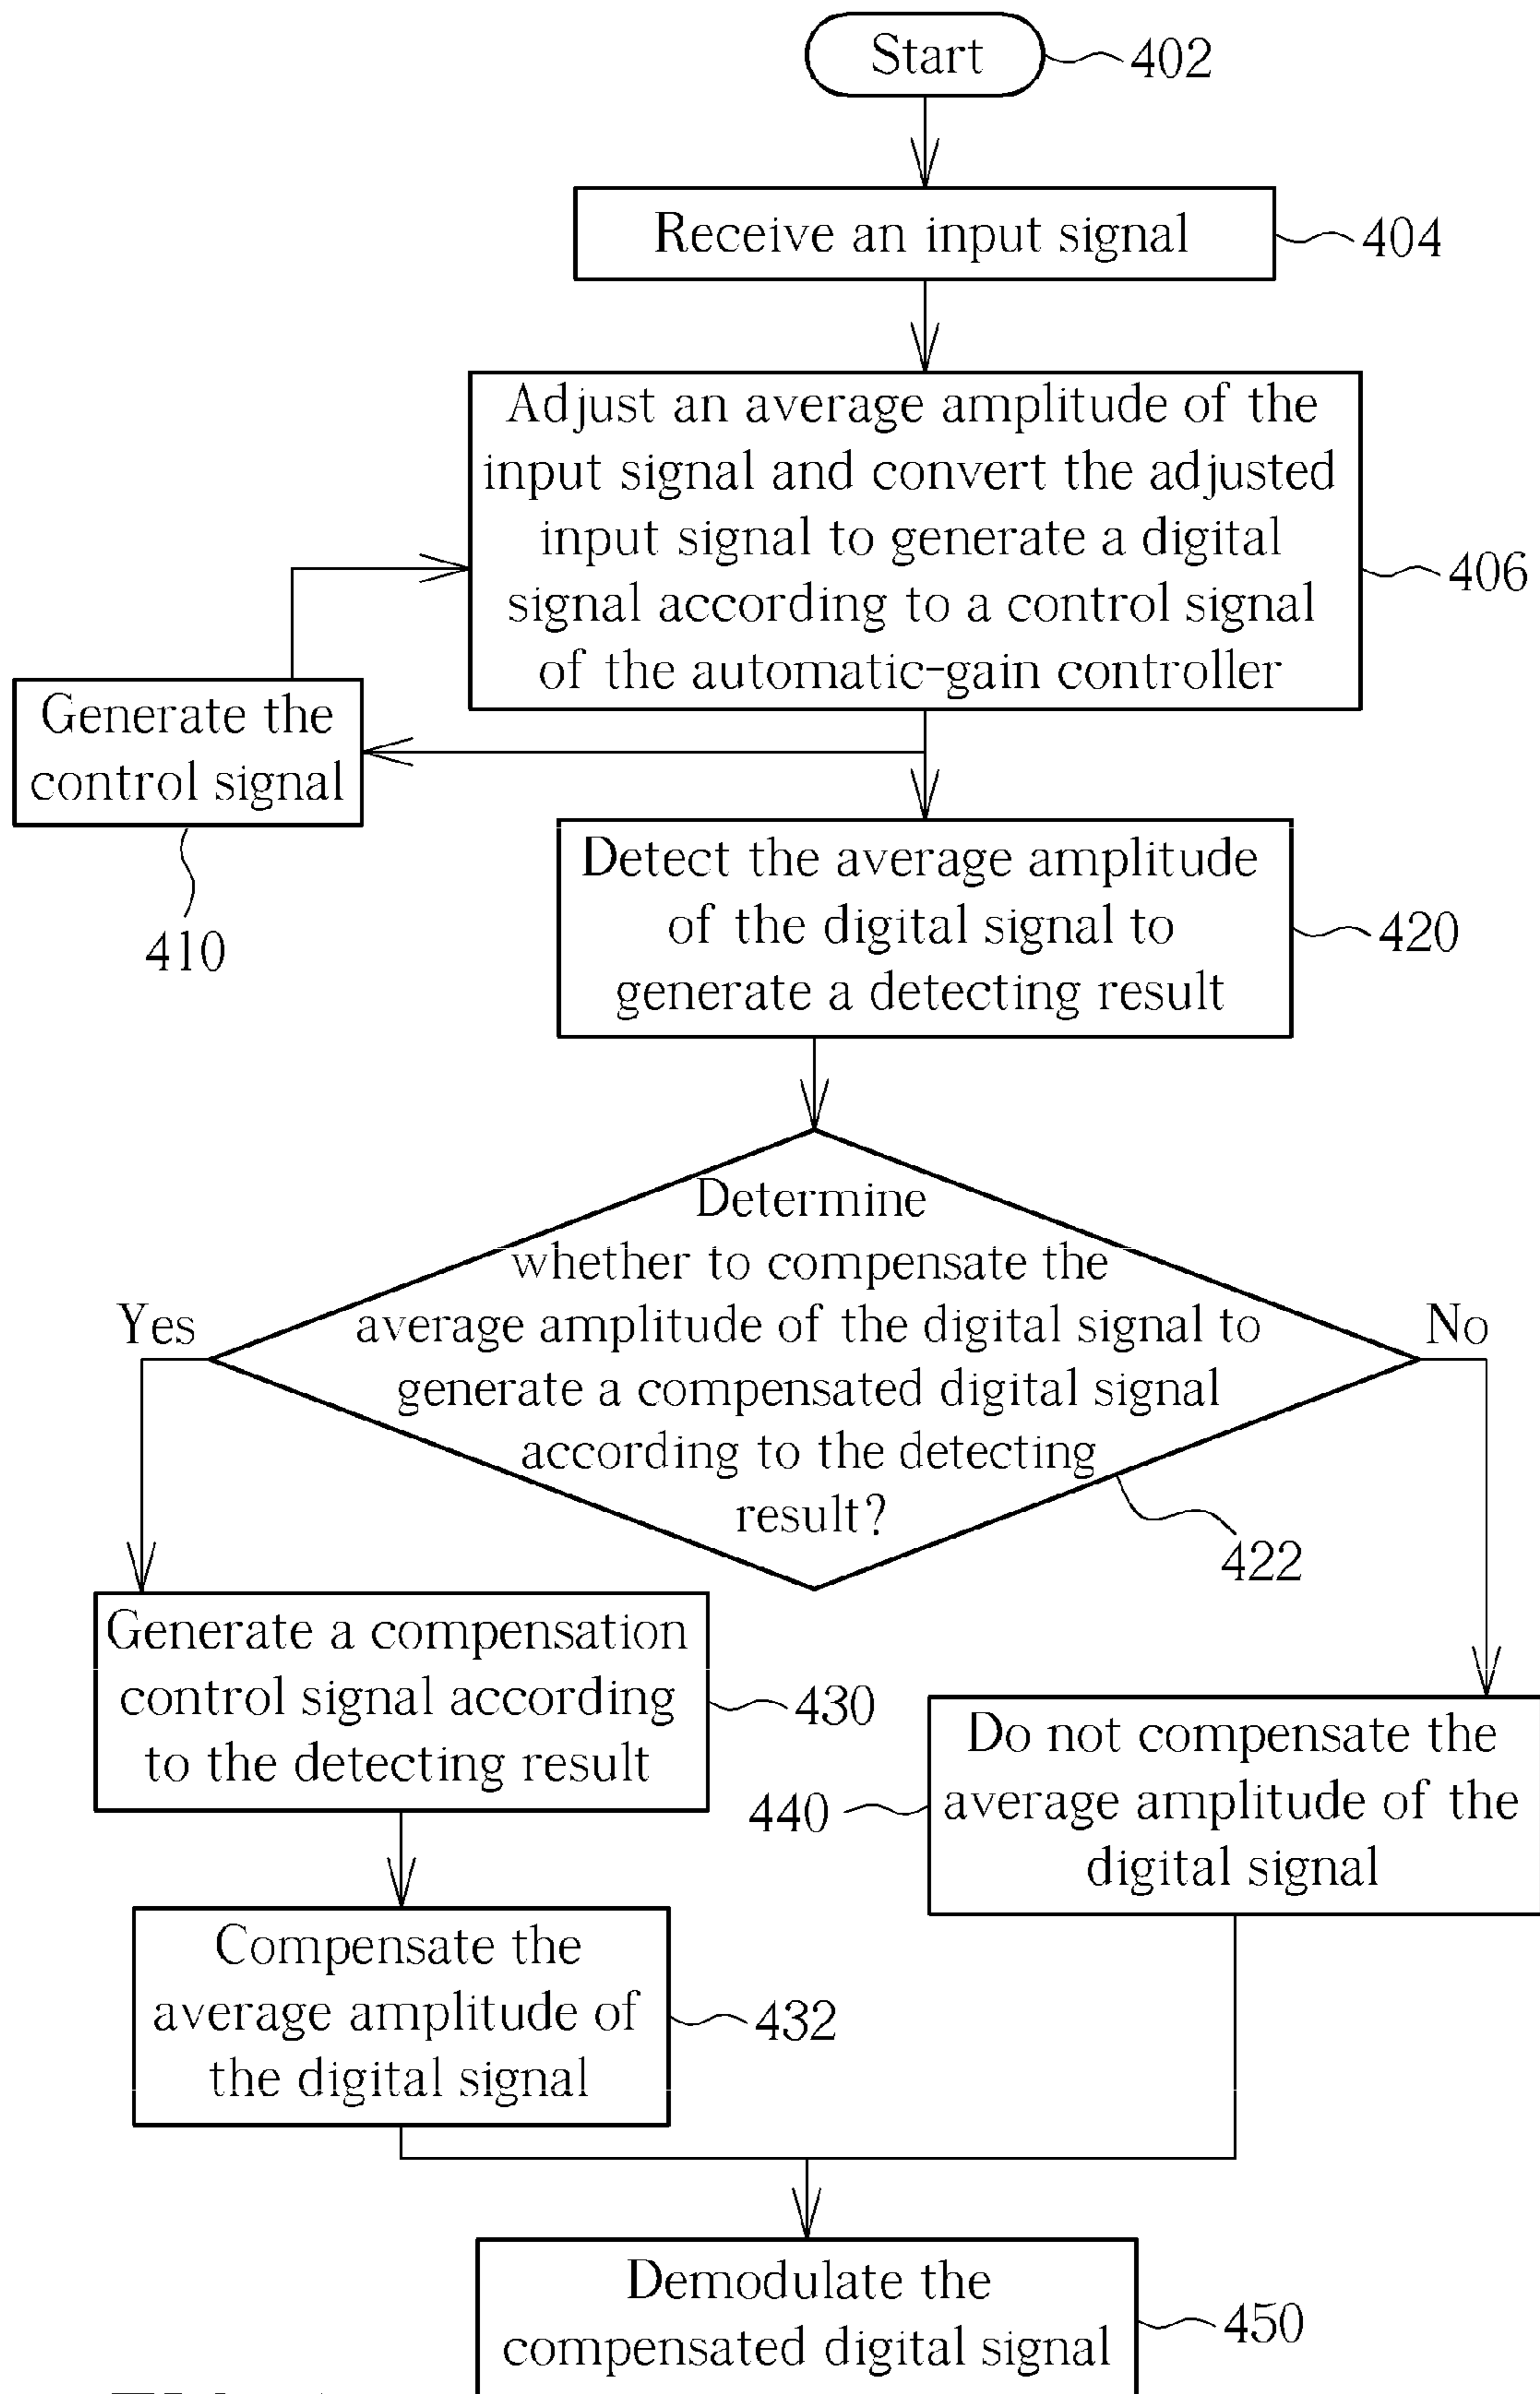 Start
402
Receive an input signal
404
Adjust an average amplitude of the
input signal and convert the adjusted
input signal to generate a digital
signal according to a control signal
of the automatic-gain controller
406
Generate the
control signal
410
Detect the average amplitude
of the digital signal to
generate a detecting result
420
Determine
whether to compensate the
average amplitude of the digital signal to
generate a compensated digital signal
according to the detecting
result?
422
Yes
No
Generate a compensation
control signal according
to the detecting result
430
Do not compensate the
average amplitude of the
digital signal
440
Compensate the
average amplitude of
the digital signal
432
Demodulate the
compensated digital signal
450